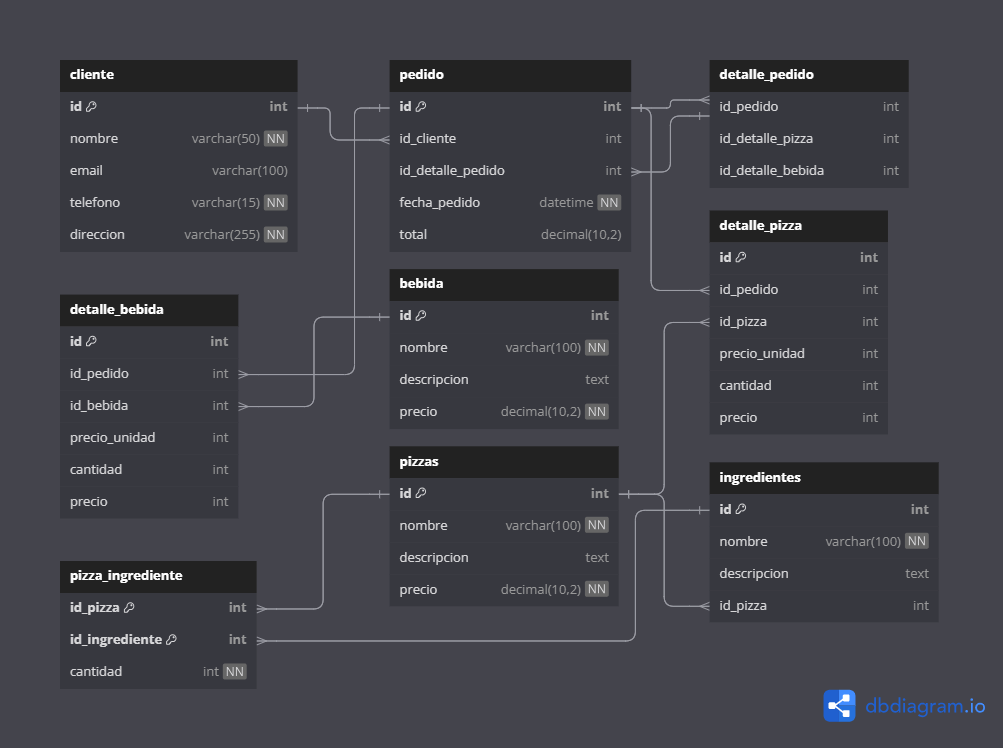 cliente
id int
nombre varchar(50) NN
email varchar(100)
telefono varchar(15) NN
direccion varchar(255) NN
pedido
id int
id_cliente int
id_detalle_pedido int
fecha_pedido datetime NN
total decimal(10,2)
detalle_pedido
id_pedido int
id_detalle_pizza int
id_detalle_bebida int
detalle_pizza
id int
id_pedido int
id_pizza int
precio_unidad int
cantidad int
precio int
bebida
id int
nombre varchar(100) NN
descripcion text
precio decimal(10,2) NN
detalle_bebida
id int
id_pedido int
id_bebida int
precio_unidad int
cantidad int
precio int
pizzas
id int
nombre varchar(100) NN
descripcion text
precio decimal(10,2) NN
ingredientes
id int
nombre varchar(100) NN
descripcion text
id_pizza int
pizza_ingrediente
id_pizza int
id_ingrediente int
cantidad int NN
dbdiagram.io